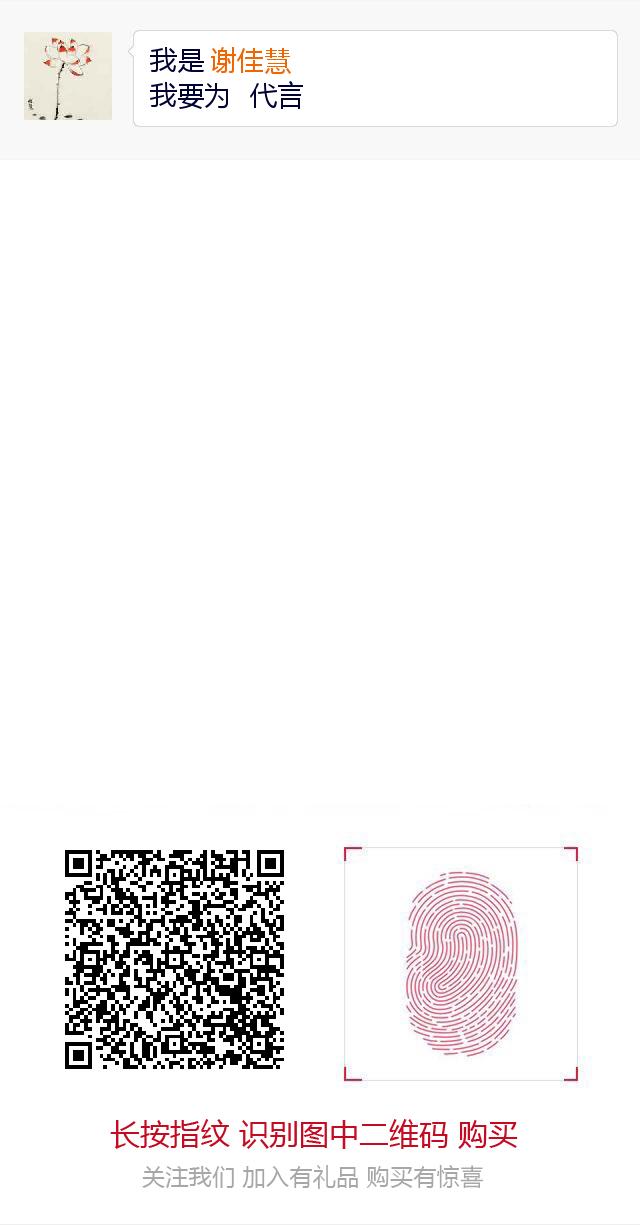 我是 谢佳慧
我要为 代言
长按指纹 识别图中二维码 购买
关注我们 加入有礼品 购买有惊喜